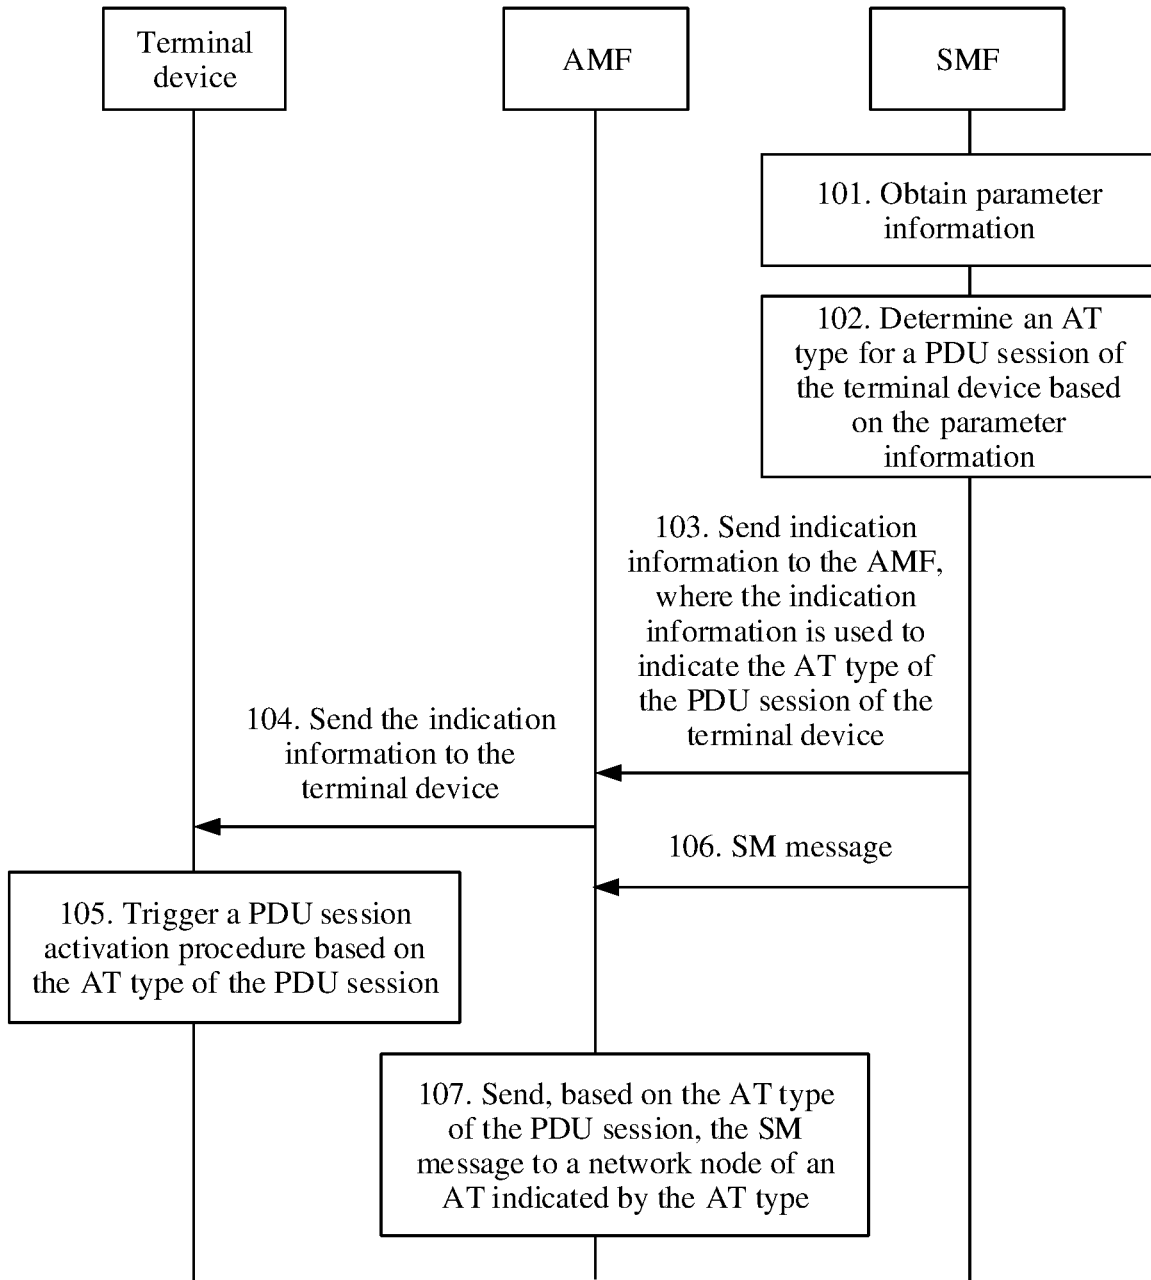 Terminal
device
AMF
SMF
101. Obtain parameter
information
102. Determine an AT
type for a PDU session of
the terminal device based
on the parameter
information
103. Send indication
information to the AMF,
where the indication
information is used to
indicate the AT type of
the PDU session of the
terminal device
104. Send the indication
information to the
terminal device
106. SM message
105. Trigger a PDU session
activation procedure based on
the AT type of the PDU session
107. Send, based on the AT type
of the PDU session, the SM
message to a network node of an
AT indicated by the AT type